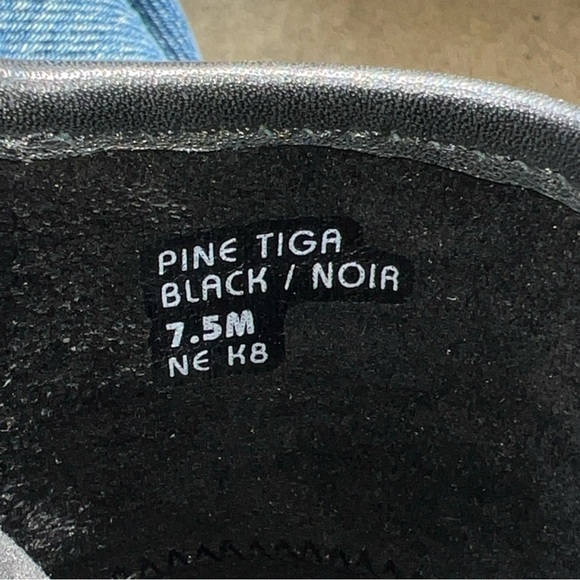 PINE TIGA
BLACK / NOIR
7.5M
NE K8